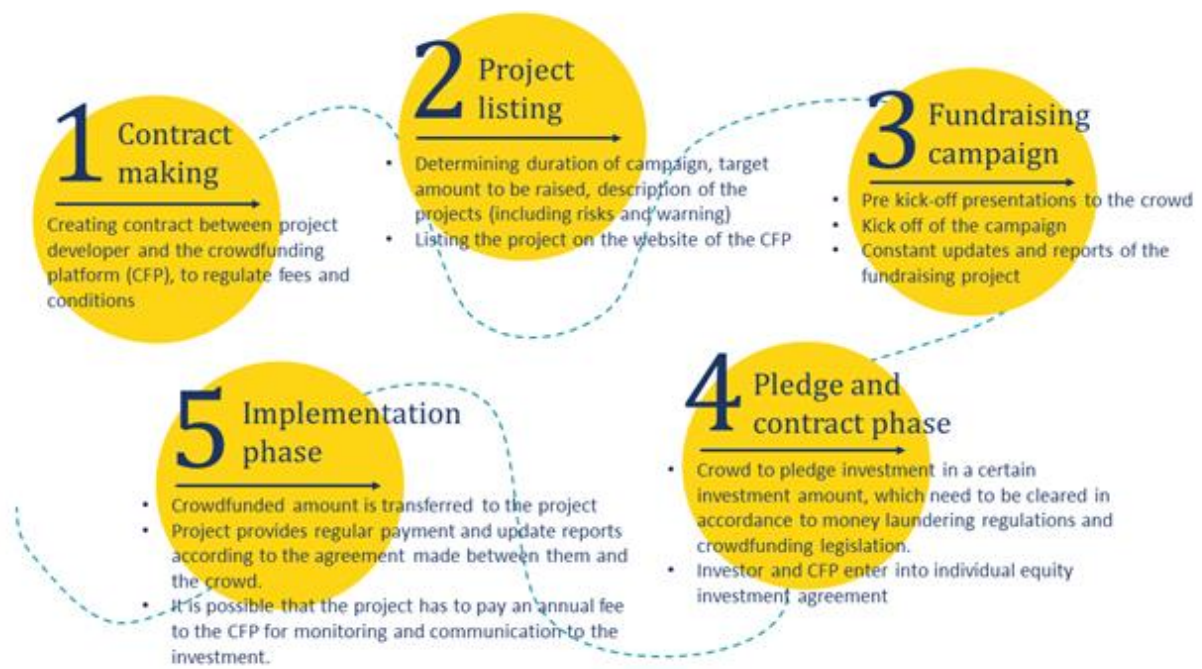 1
Contract
making
Creating contract between project
developer and the crowdfunding
platform (CFP), to regulate fees and
conditions
2
Project
listing
• Determining duration of campaign, target
amount to be raised, description of the
projects (including risks and warning)
• Listing the project on the website of the CFP
3
Fundraising
campaign
• Pre kick-off presentations to the crowd
• Kick off of the campaign
• Constant updates and reports of the
fundraising project
4
Pledge and
contract phase
• Crowd to pledge investment in a certain
investment amount, which need to be cleared in
accordance to money laundering regulations and
crowdfunding legislation.
• Investor and CFP enter into individual equity
investment agreement
5
Implementation
phase
• Crowdfunded amount is transferred to the project
• Project provides regular payment and update reports
according to the agreement made between them and
the crowd.
• It is possible that the project has to pay an annual fee
to the CFP for monitoring and communication to the
investment.